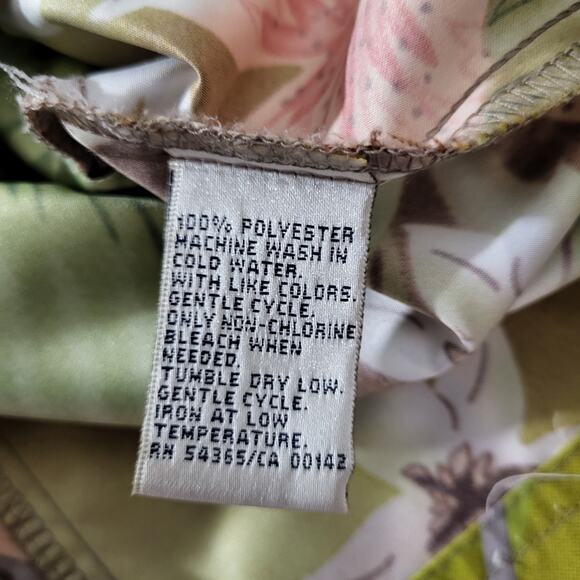 100% POLYESTER
MACHINE WASH IN
COLD WATER.
WITH LIKE COLORS.
GENTLE CYCLE.
ONLY NON-CHLORINE
BLEACH WHEN
NEEDED.
TUMBLE DRY LOW.
GENTLE CYCLE.
IRON AT LOW
TEMPERATURE.
RN 54365/CA 00142